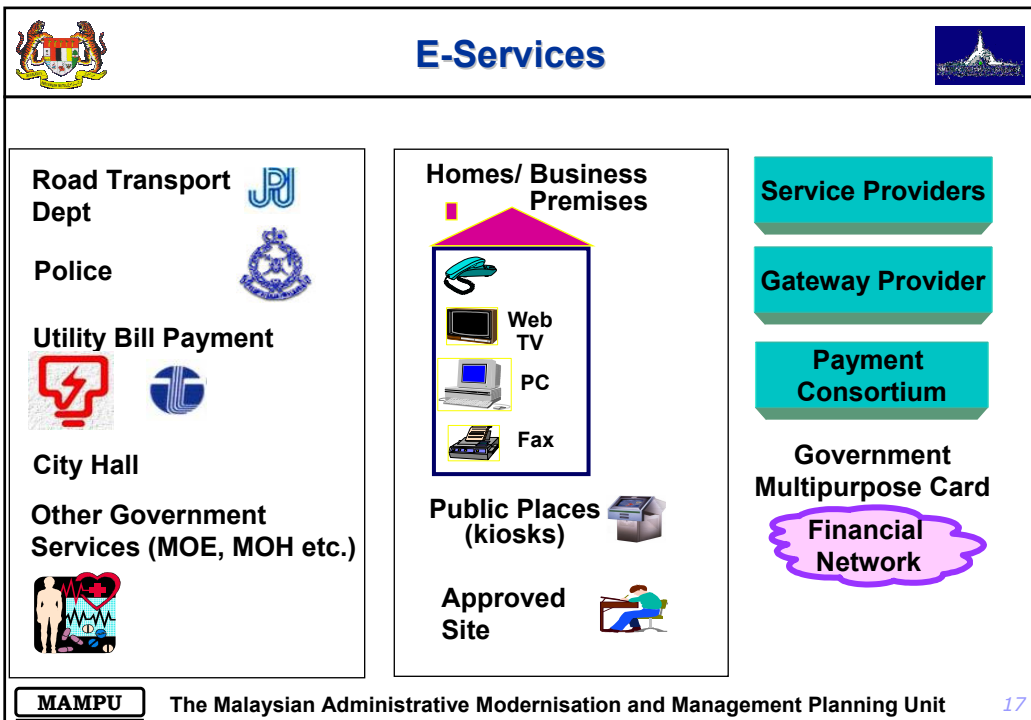 E-Services
Road Transport
Dept
JPJ
Police
Utility Bill Payment
City Hall
Other Government
Services (MOE, MOH etc.)
Homes/ Business
Premises
Web
TV
PC
Fax
Public Places
(kiosks)
Approved
Site
Service Providers
Gateway Provider
Payment
Consortium
Government
Multipurpose Card
Financial
Network
MAMPU
The Malaysian Administrative Modernisation and Management Planning Unit
17